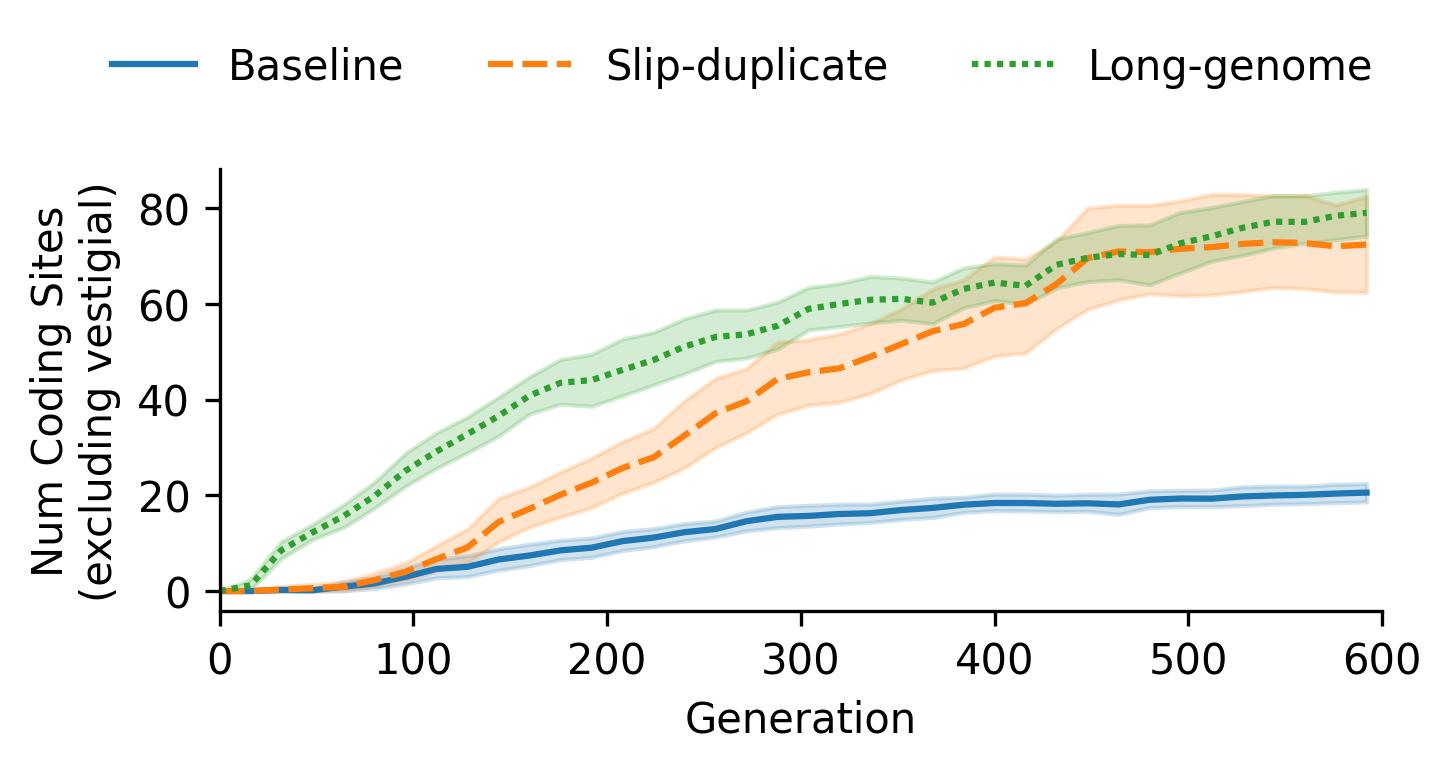 Baseline Slip-duplicate Long-genome
Num Coding Sites
(excluding vestigial)
80
60
40
20
0
0 100 200 300 400 500 600
Generation